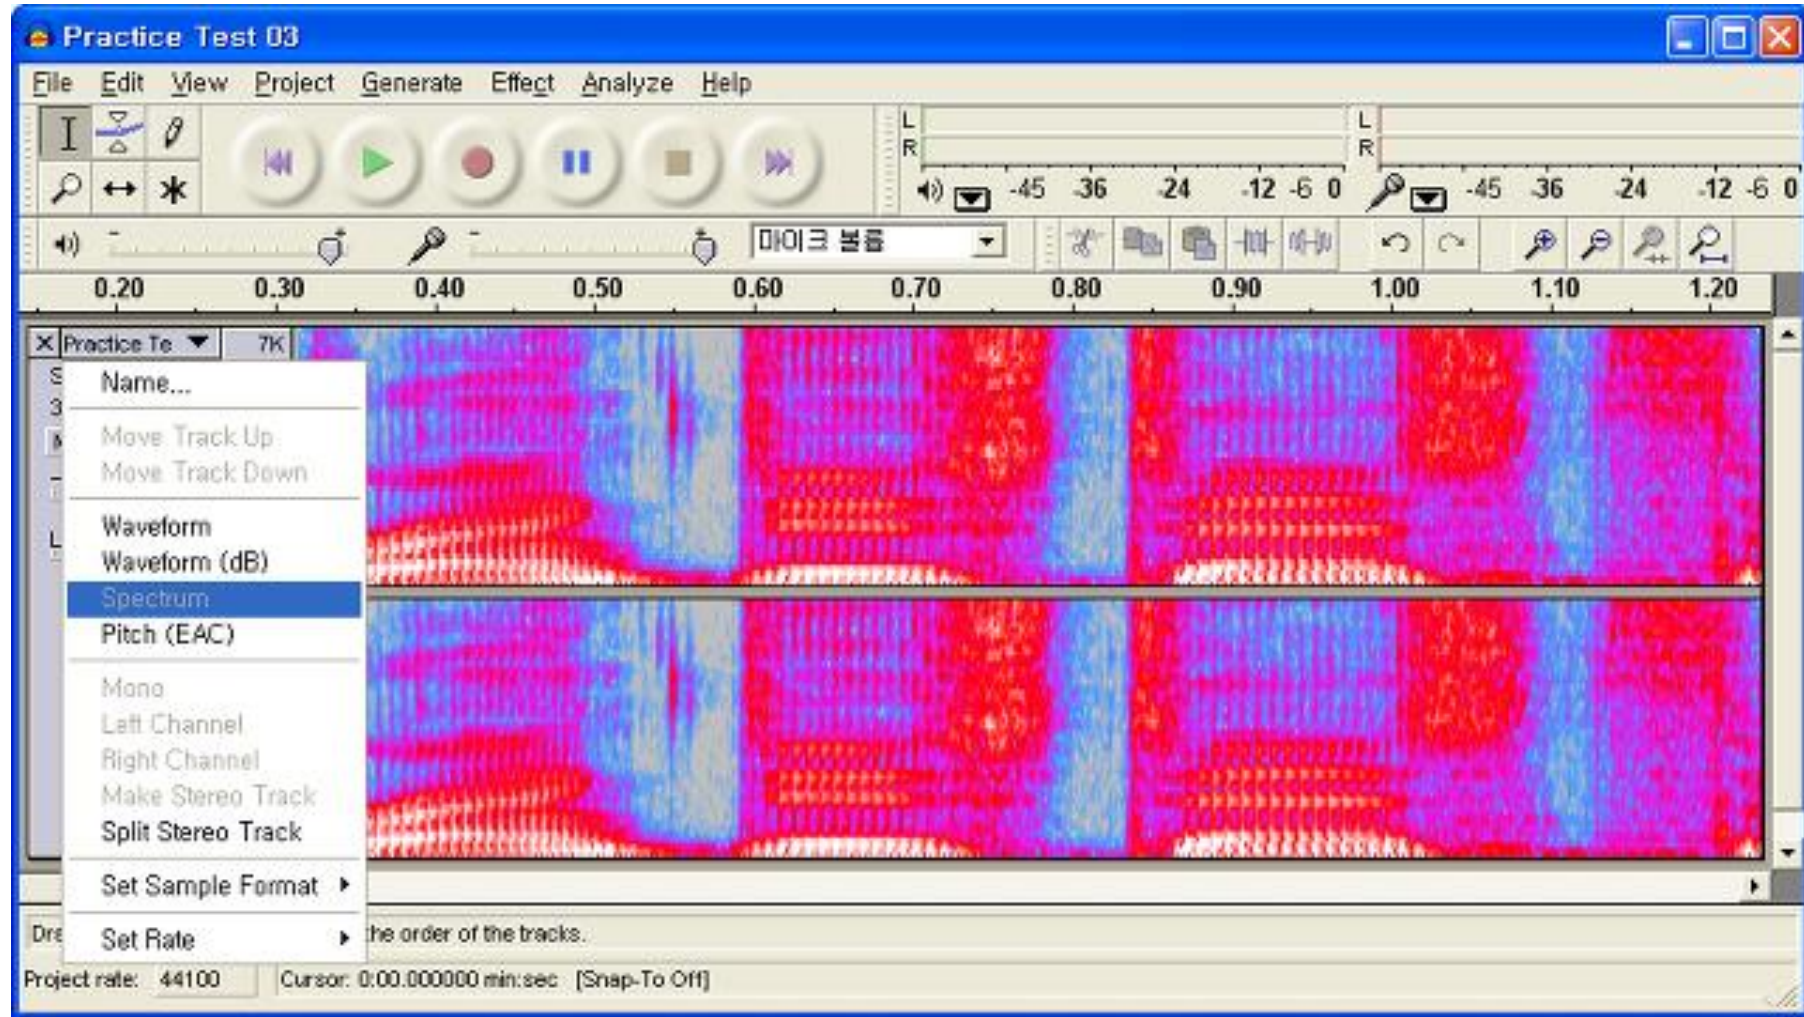 Practice Test 03
File Edit View Project Generate Effect Analyze Help
L
R
-45 -36 -24 -12 -6 0
L
R
-45 -36 -24 -12 -6 0
마이크 볼륨
0.20 0.30 0.40 0.50 0.60 0.70 0.80 0.90 1.00 1.10 1.20
Practice Te 7K
Name...
Move Track Up
Move Track Down
Waveform
Waveform (dB)
Spectrum
Pitch (EAC)
Mono
Left Channel
Right Channel
Make Stereo Track
Split Stereo Track
Set Sample Format
Set Rate
the order of the tracks.
Project rate: 44100 Cursor: 0:00.000000 min:sec [Snap-To Off]